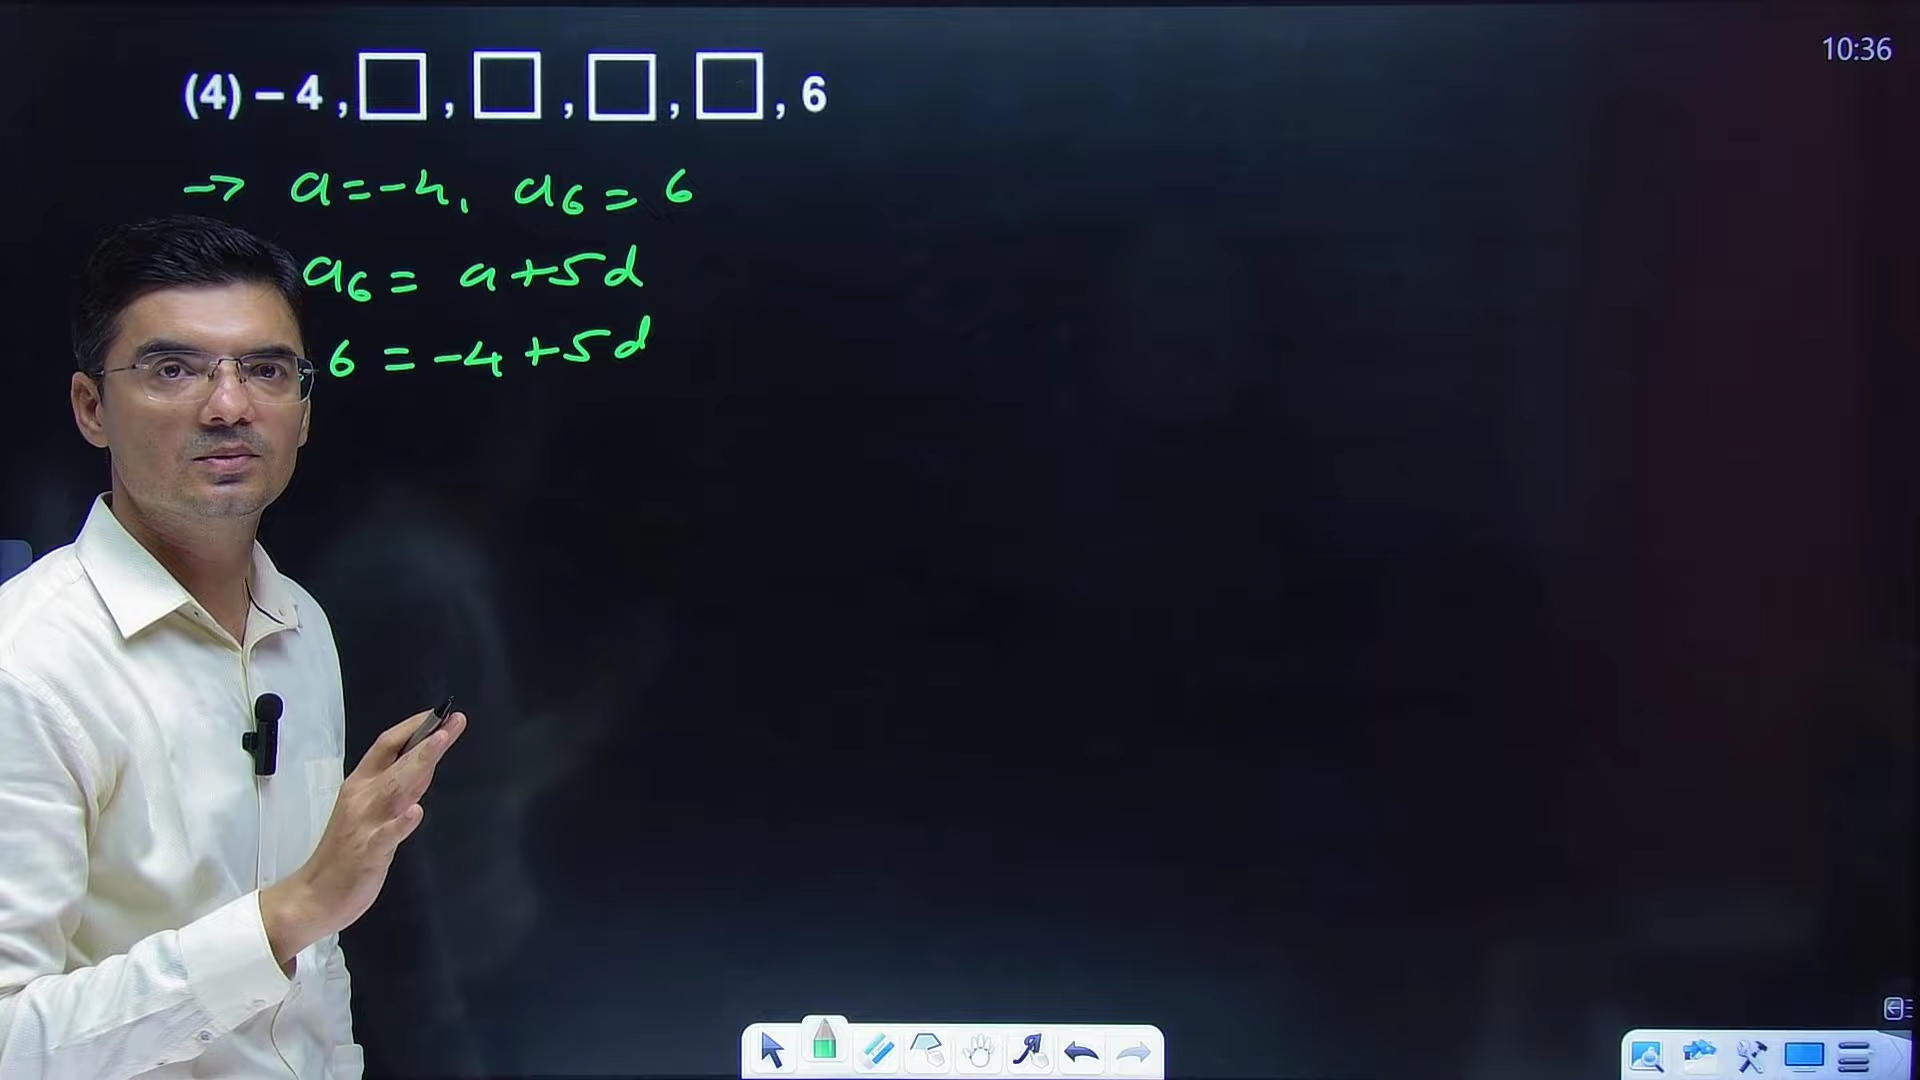 10:36
(4) – 4 , □ , □ , □ , □ , 6
→ a = -4, a₆ = 6
a₆ = a + 5d
6 = -4 + 5d